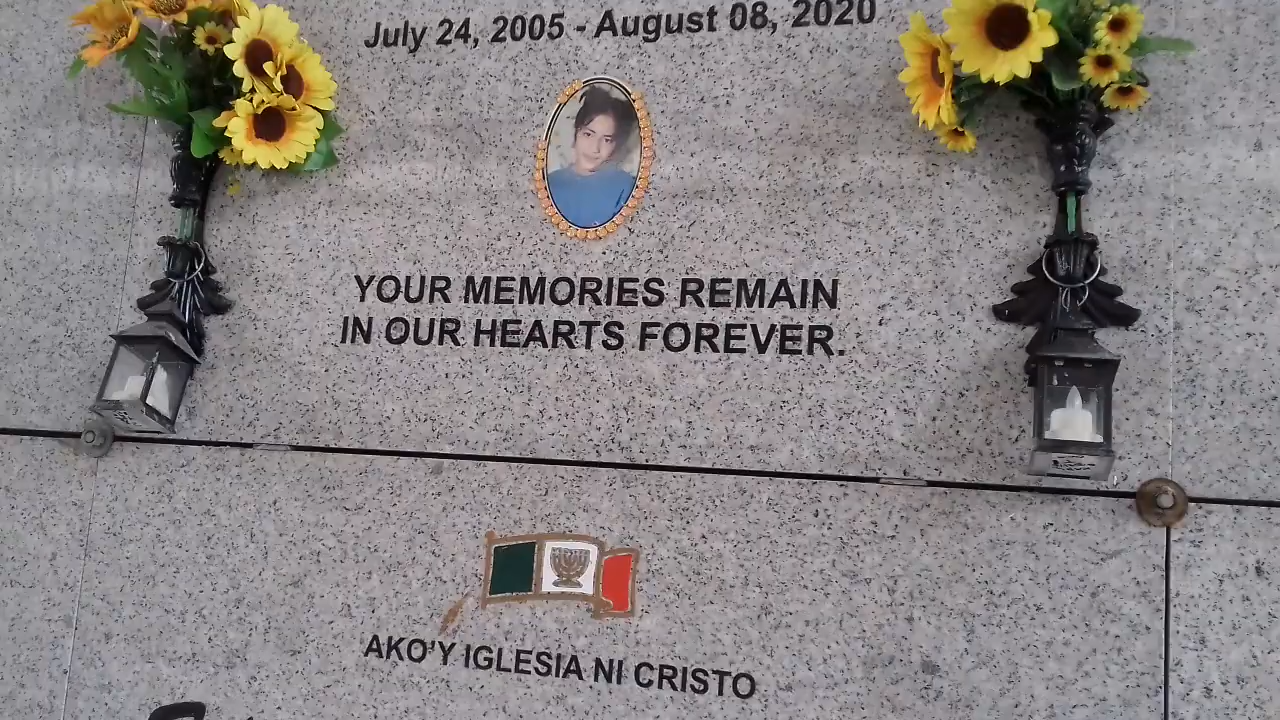 July 24, 2005 - August 08, 2020
YOUR MEMORIES REMAIN
IN OUR HEARTS FOREVER.
AKO'Y IGLESIA NI CRISTO